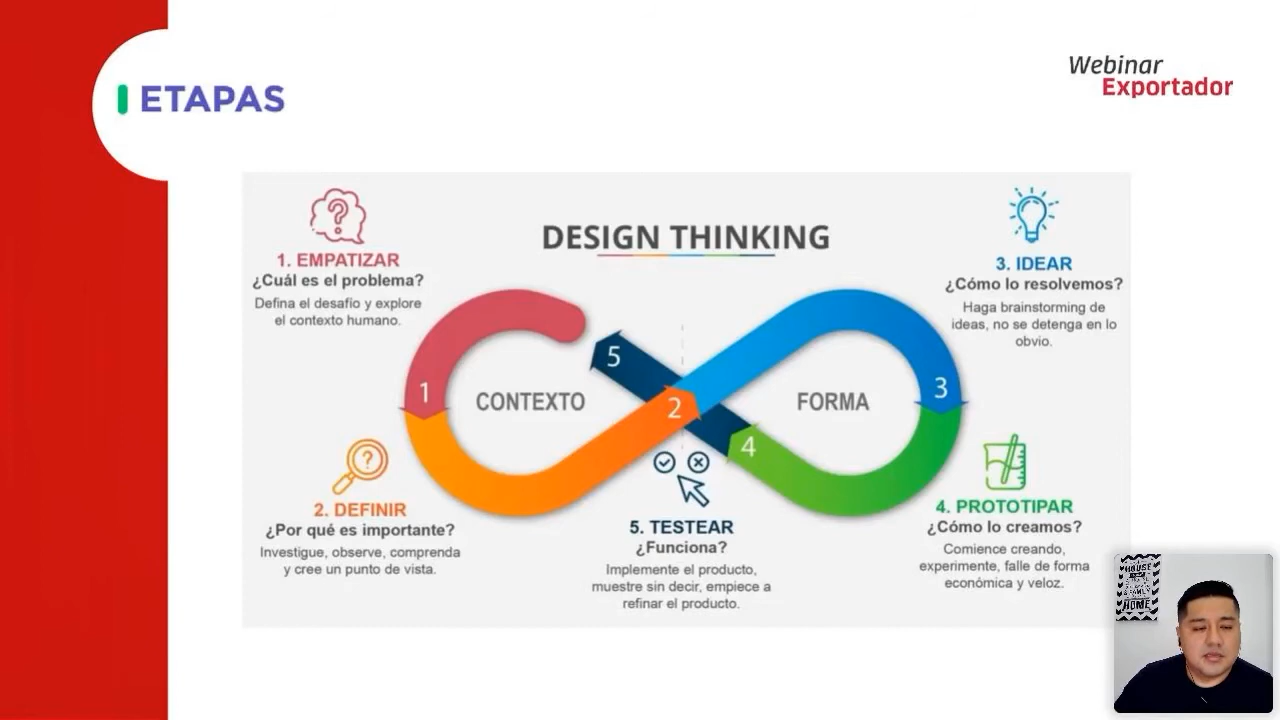 ETAPAS
Webinar
Exportador
DESIGN THINKING
1. EMPATIZAR
¿Cuál es el problema?
Defina el desafío y explore
el contexto humano.
3. IDEAR
¿Cómo lo resolvemos?
Haga brainstorming de
ideas, no se detenga en lo
obvio.
5
1
CONTEXTO
2
FORMA
3
4
2. DEFINIR
¿Por qué es importante?
Investigue, observe, comprenda
y cree un punto de vista.
5. TESTEAR
¿Funciona?
Implemente el producto,
muestre sin decir, empiece a
refinar el producto.
4. PROTOTIPAR
¿Cómo lo creamos?
Comience creando,
experimente, falle de forma
económica y veloz.
HOUSE
FAMILY
HOME